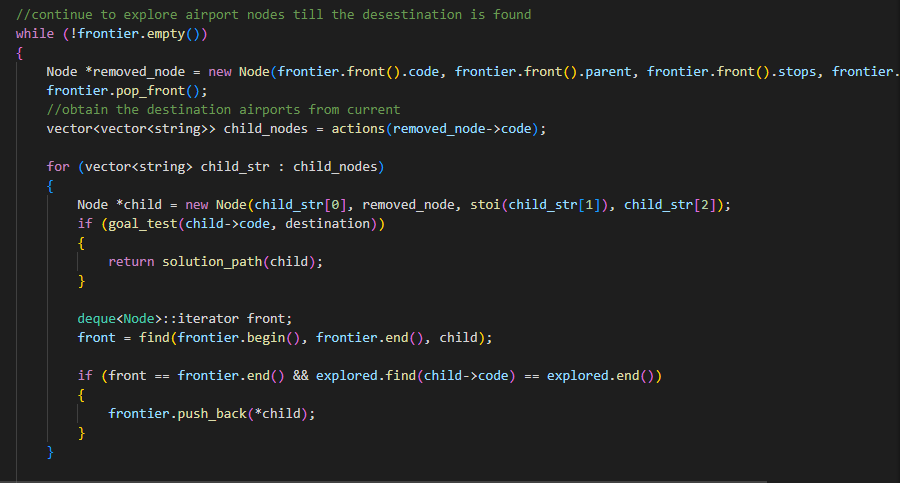 //continue to explore airport nodes till the desestination is found
while (!frontier.empty())
{
Node *removed_node = new Node(frontier.front().code, frontier.front().parent, frontier.front().stops, frontier.
frontier.pop_front();
//obtain the destination airports from current
vector<vector<string>> child_nodes = actions(removed_node->code);
for (vector<string> child_str : child_nodes)
{
Node *child = new Node(child_str[0], removed_node, stoi(child_str[1]), child_str[2]);
if (goal_test(child->code, destination))
{
return solution_path(child);
}
deque<Node>::iterator front;
front = find(frontier.begin(), frontier.end(), child);
if (front == frontier.end() && explored.find(child->code) == explored.end())
{
frontier.push_back(*child);
}
}